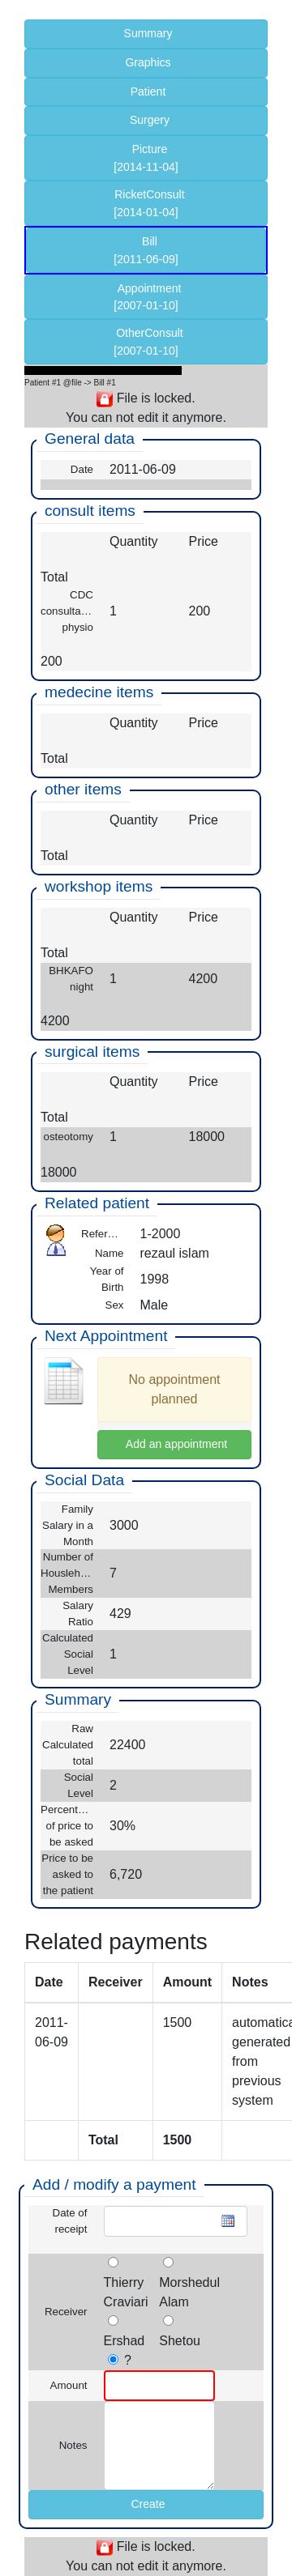 Summary
Graphics
Patient
Surgery
Picture
[2014-11-04]
RicketConsult
[2014-01-04]
Bill
[2011-06-09]
Appointment
[2007-01-10]
OtherConsult
[2007-01-10]
Patient #1 @file -> Bill #1
File is locked.
You can not edit it anymore.
General data
Date 2011-06-09
consult items
Quantity Price
Total
CDC
consulta...
physio
1 200
200
medecine items
Quantity Price
Total
other items
Quantity Price
Total
workshop items
Quantity Price
Total
BHKAFO
night
1 4200
4200
surgical items
Quantity Price
Total
osteotomy 1 18000
18000
Related patient
Refer... 1-2000
Name rezaul islam
Year of
Birth
1998
Sex Male
Next Appointment
No appointment
planned
Add an appointment
Social Data
Family
Salary in a
Month
3000
Number of
Housleh...
Members
7
Salary
Ratio
429
Calculated
Social
Level
1
Summary
Raw
Calculated
total
22400
Social
Level
2
Percent...
of price to
be asked
30%
Price to be
asked to
the patient
6,720
Related payments
Date Receiver Amount Notes
2011-
06-09
1500
automatica
generated
from
previous
system
Total 1500
Add / modify a payment
Date of
receipt
Receiver
Thierry
Caviari
Morshedul
Alam
Ershad Shetou
?
Amount
Notes
Create
File is locked.
You can not edit it anymore.